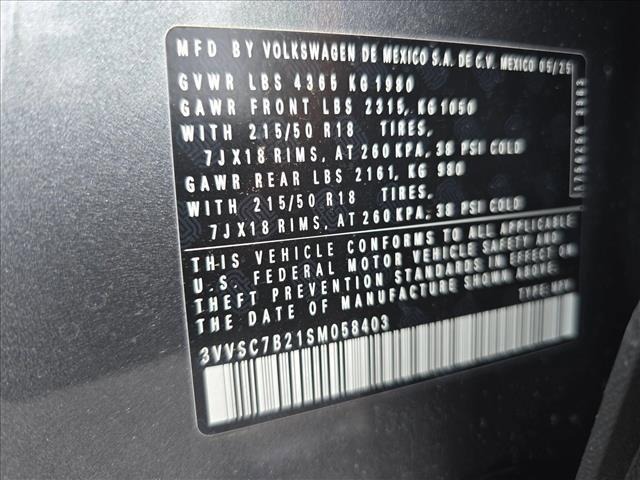 MFD BY VOLKSWAGEN DE MEXICO S.A. DE C.V. MEXICO 05/25
GVWR LBS 4365 KG 1980
GAWR FRONT LBS 2315, KG 1050
WITH 215/50 R18 TIRES,
7JX18 RIMS, AT 260 KPA, 38 PSI COLD
GAWR REAR LBS 2161, KG 980
WITH 215/50 R18 TIRES,
7JX18 RIMS, AT 260 KPA, 38 PSI COLD
THIS VEHICLE CONFORMS TO ALL APPLICABLE
U.S. FEDERAL MOTOR VEHICLE SAFETY AND
THEFT PREVENTION STANDARDS IN EFFECT ON
THE DATE OF MANUFACTURE SHOWN ABOVE.
TYPE: MPV
3VVSC7B21SM058403